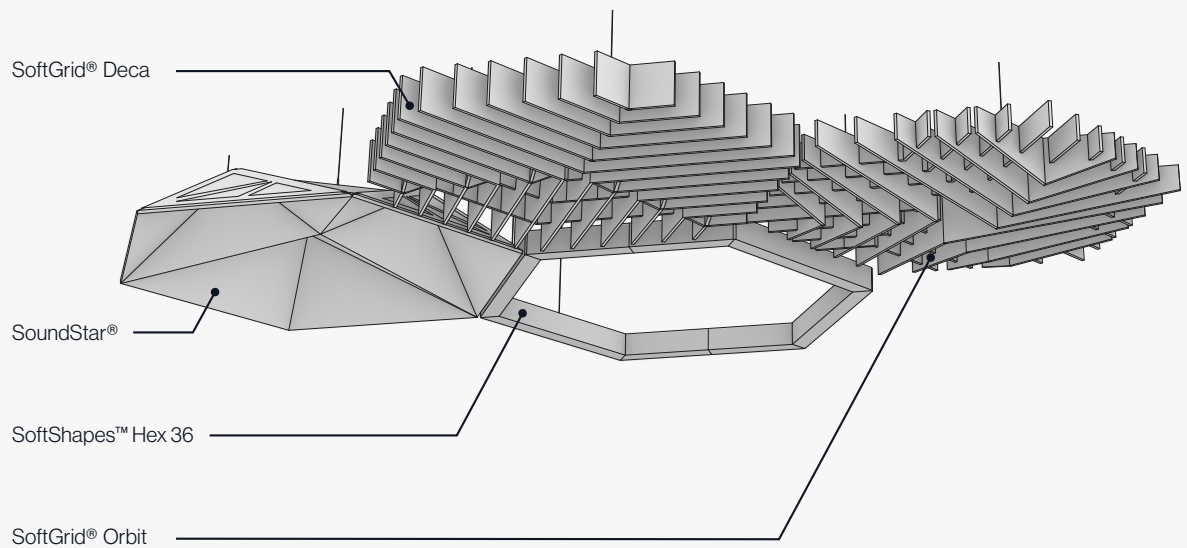 SoftGrid® Deca
SoundStar®
SoftShapes™ Hex 36
SoftGrid® Orbit